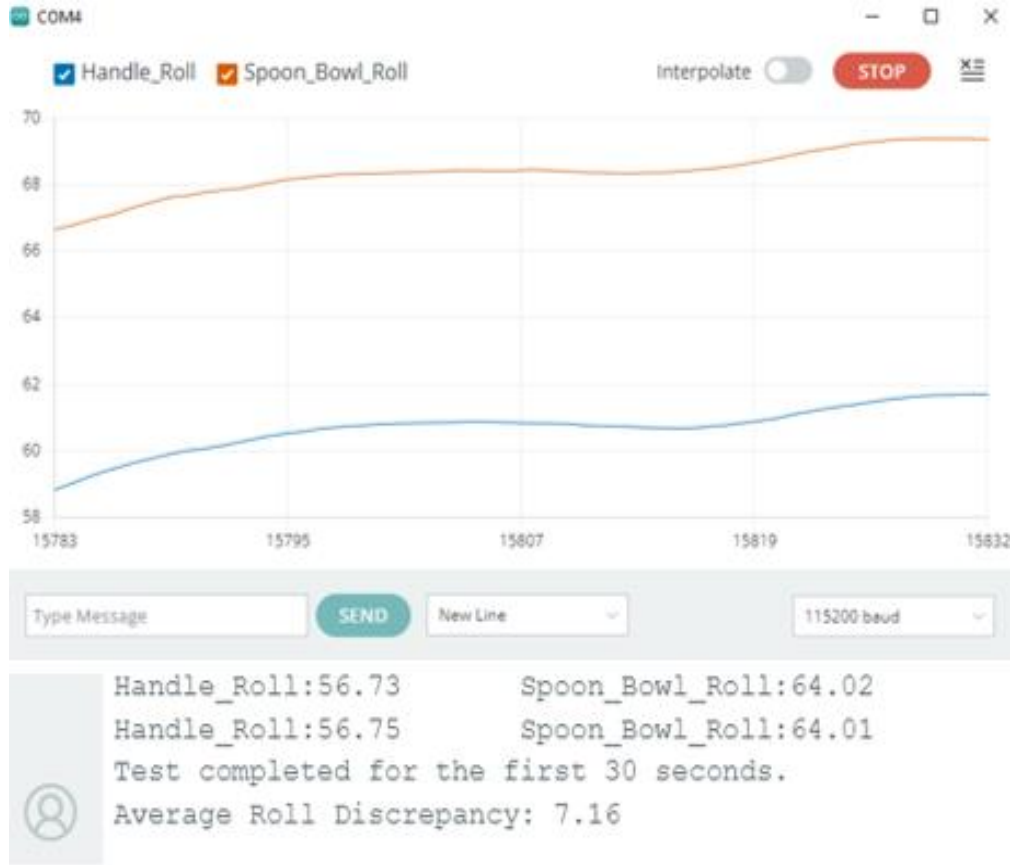 COM4
Handle_Roll Spoon_Bowl_Roll Interpolate STOP
70
68
66
64
62
60
58
15783 15795 15807 15819 15832
Type Message SEND New Line 115200 baud
Handle_Roll:56.73 Spoon_Bowl_Roll:64.02
Handle_Roll:56.75 Spoon_Bowl_Roll:64.01
Test completed for the first 30 seconds.
Average Roll Discrepancy: 7.16